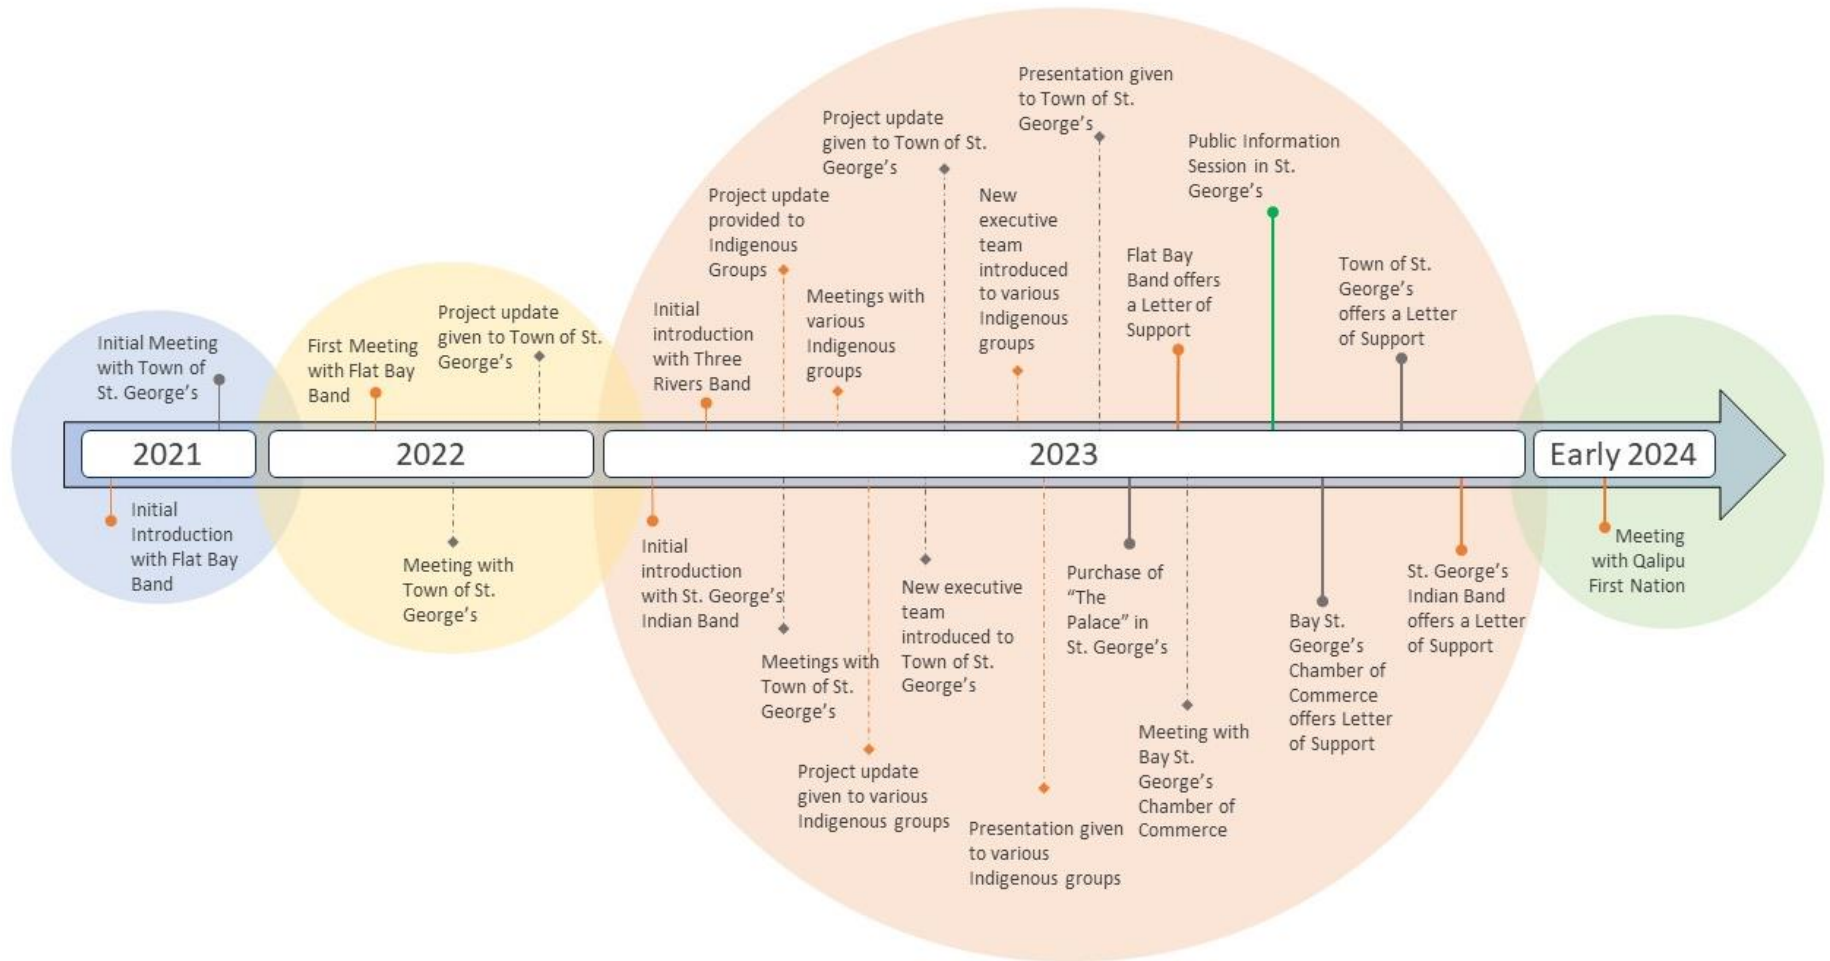 Presentation given
to Town of St.
George's
Project update
given to Town of St.
George's
Public Information
Session in St.
George's
Project update
provided to
Indigenous
Groups
New
executive
team
introduced
to various
Indigenous
groups
Flat Bay
Band offers
a Letter of
Support
Town of St.
George's
offers a Letter
of Support
Meetings with
various
Indigenous
groups
Initial
introduction
with Three
Rivers Band
Project update
given to Town of St.
George's
First Meeting
with Flat Bay
Band
Initial Meeting
with Town of
St. George's
2021
2022
2023
Early 2024
Initial
Introduction
with Flat Bay
Band
Meeting with
Town of St.
George's
Initial
introduction
with St. George's
Indian Band
Meetings with
Town of St.
George's
Project update
given to various
Indigenous groups
New executive
team
introduced to
Town of St.
George's
Presentation given
to various
Indigenous groups
Purchase of
"The
Palace" in
St. George's
Meeting with
Bay St.
George's
Chamber of
Commerce
Bay St.
George's
Chamber of
Commerce
offers Letter
of Support
St. George's
Indian Band
offers a Letter
of Support
Meeting
with Qalipu
First Nation